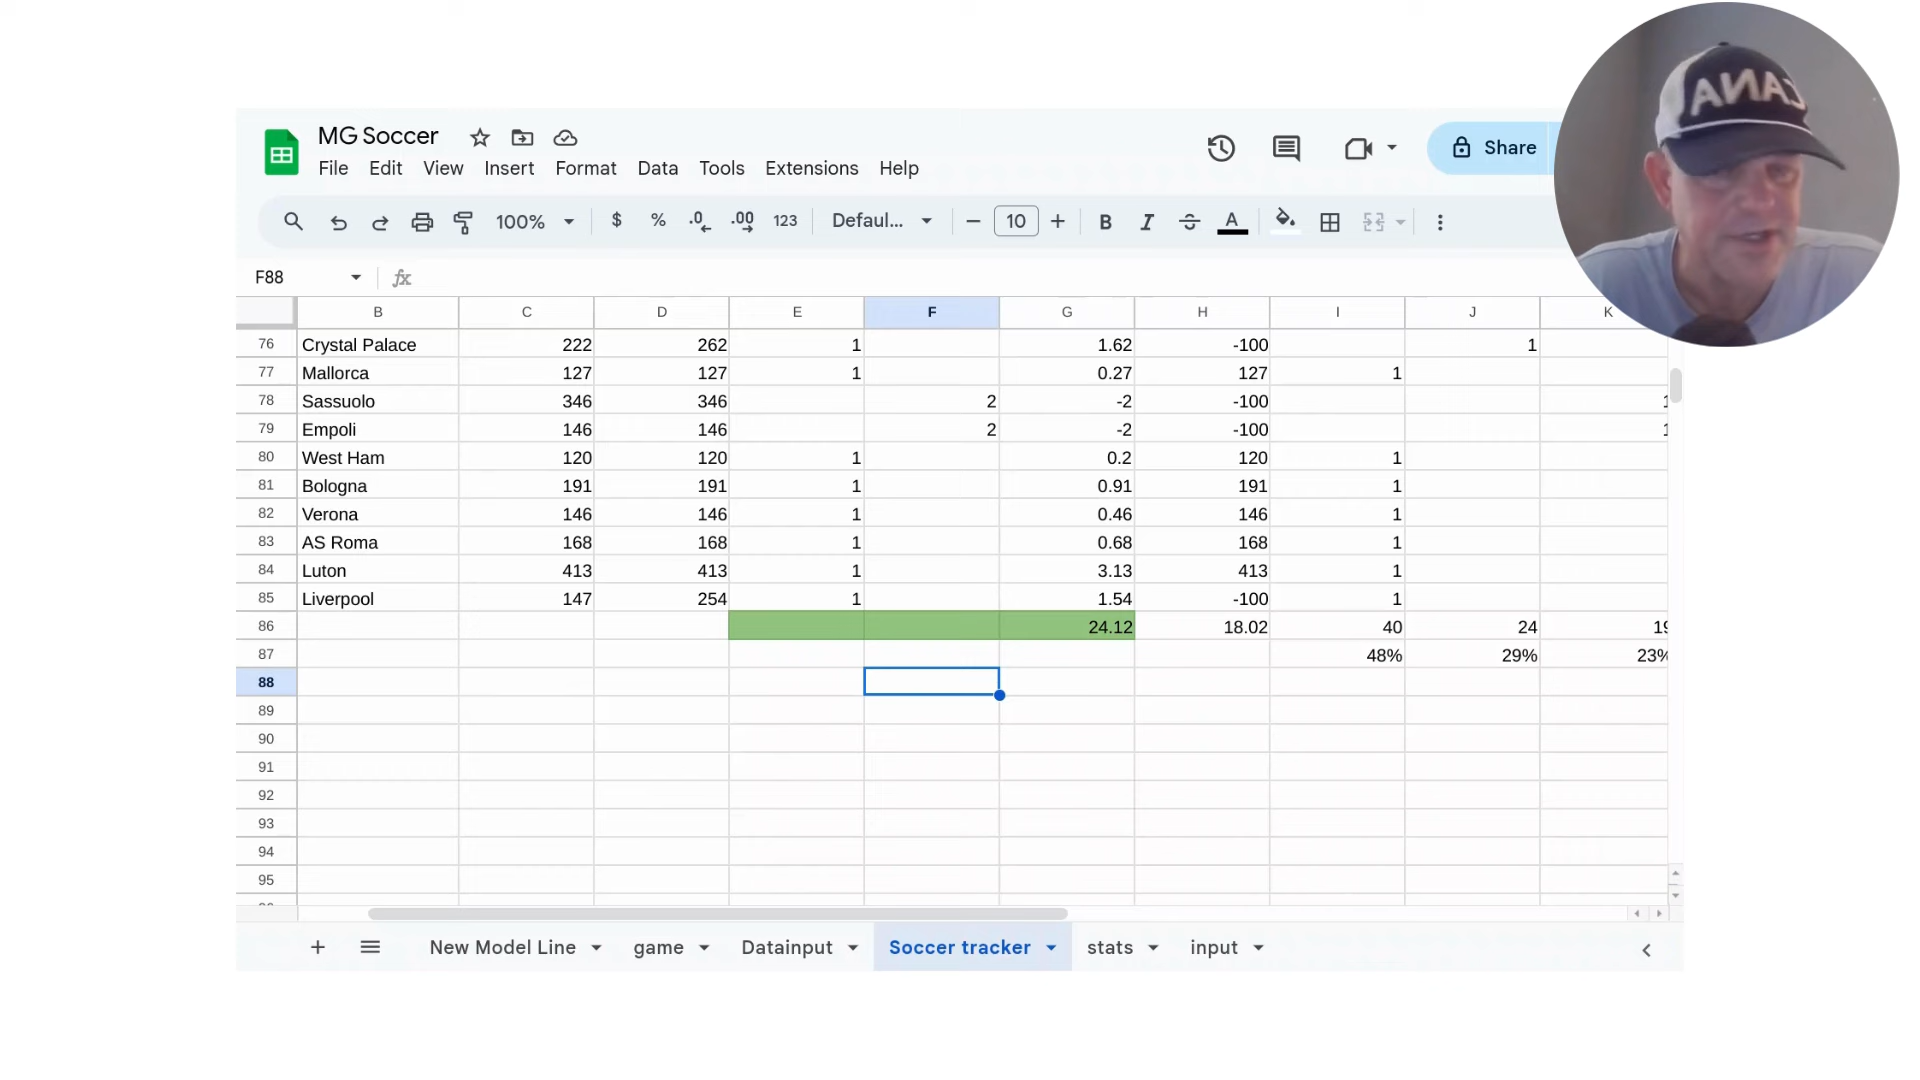 CANA
MG Soccer
File Edit View Insert Format Data Tools Extensions Help
Share
100% $ % .0 .00 123 Defaul... 10 B I A
F88 fx
B C D E F G H I J K
76 Crystal Palace 222 262 1 1.62 -100 1
77 Mallorca 127 127 1 0.27 127 1
78 Sassuolo 346 346 2 -2 -100 1
79 Empoli 146 146 2 -2 -100 1
80 West Ham 120 120 1 0.2 120 1
81 Bologna 191 191 1 0.91 191 1
82 Verona 146 146 1 0.46 146 1
83 AS Roma 168 168 1 0.68 168 1
84 Luton 413 413 1 3.13 413 1
85 Liverpool 147 254 1 1.54 -100 1
86 24.12 18.02 40 24 19
87 48% 29% 23%
88
89
90
91
92
93
94
95
New Model Line game Datainput Soccer tracker stats input